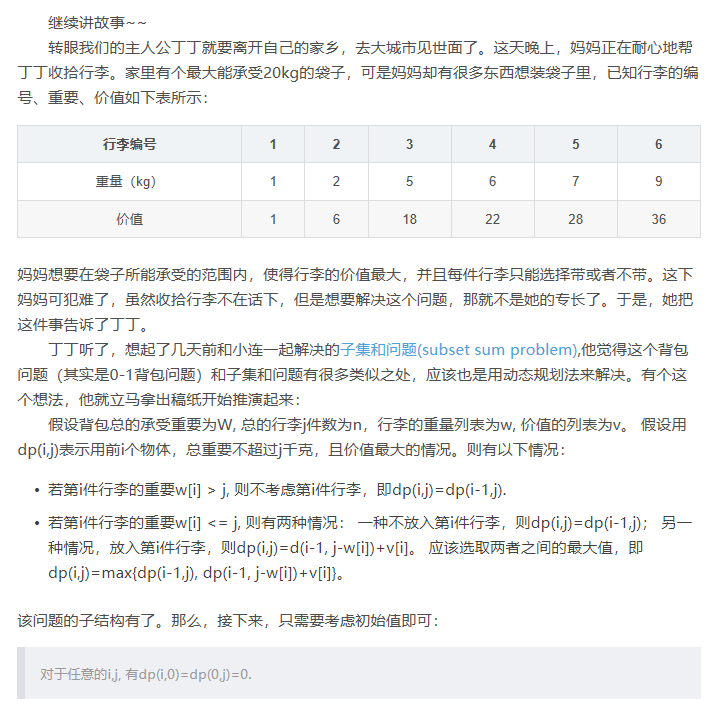 继续讲故事~~
转眼我们的主人公丁丁就要离开自己的家乡，去大城市见世面了。这天晚上，妈妈正在耐心地帮
丁丁收拾行李。家里有个最大能承受20kg的袋子，可是妈妈却有很多东西想装袋子里，已知行李的编
号、重要、价值如下表所示：
行李编号 1 2 3 4 5 6
重量（kg） 1 2 5 6 7 9
价值 1 6 18 22 28 36
妈妈想要在袋子所能承受的范围内，使得行李的价值最大，并且每件行李只能选择带或者不带。这下
妈妈可犯难了，虽然收拾行李不在话下，但是想要解决这个问题，那就不是她的专长了。于是，她把
这件事告诉了丁丁。
丁丁听了，想起了几天前和小连一起解决的子集和问题(subset sum problem),他觉得这个背包
问题（其实是0-1背包问题）和子集和问题有很多类似之处，应该也是用动态规划法来解决。有个这
个想法，他就立马拿出稿纸开始推演起来：
假设背包总的承受重要为W, 总的行李j件数为n，行李的重量列表为w, 价值的列表为v。 假设用
dp(i,j)表示用前i个物体，总重要不超过j千克，且价值最大的情况。则有以下情况：
• 若第i件行李的重要w[i] > j, 则不考虑第i件行李，即dp(i,j)=dp(i-1,j).
• 若第i件行李的重要w[i] <= j, 则有两种情况： 一种不放入第i件行李，则dp(i,j)=dp(i-1,j)； 另一
种情况，放入第i件行李，则dp(i,j)=d(i-1, j-w[i])+v[i]。 应该选取两者之间的最大值，即
dp(i,j)=max{dp(i-1,j), dp(i-1, j-w[i])+v[i]}。
该问题的子结构有了。那么，接下来，只需要考虑初始值即可：
对于任意的i,j, 有dp(i,0)=dp(0,j)=0.